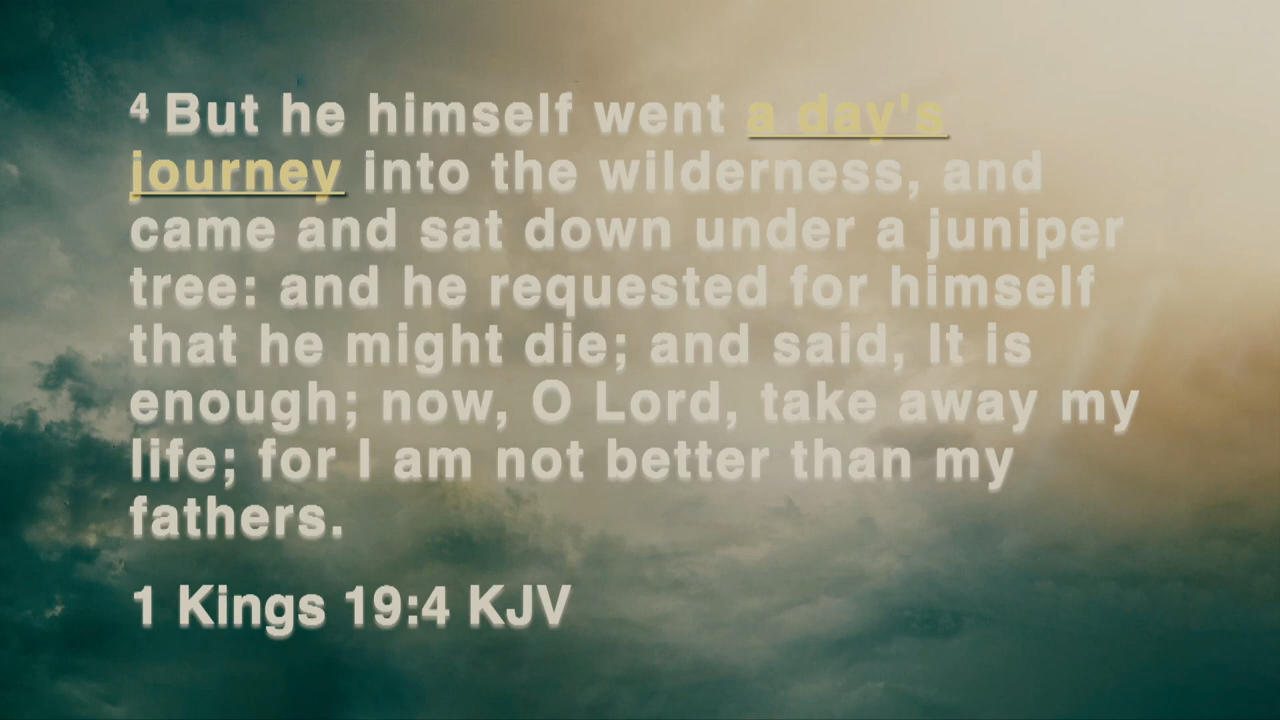 4 But he himself went a day's
journey into the wilderness, and
came and sat down under a juniper
tree: and he requested for himself
that he might die; and said, It is
enough; now, O Lord, take away my
life; for I am not better than my
fathers.
1 Kings 19:4 KJV